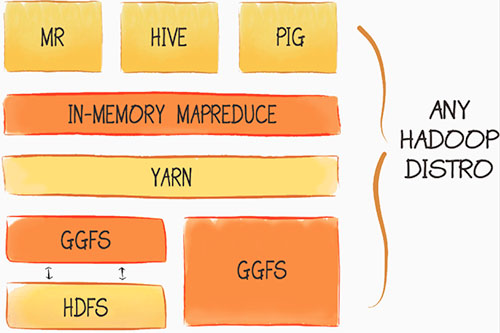 MR
HIVE
PIG
IN-MEMORY MAPREDUCE
YARN
GGFS
HDFS
GGFS
ANY
HADOOP
DISTRO